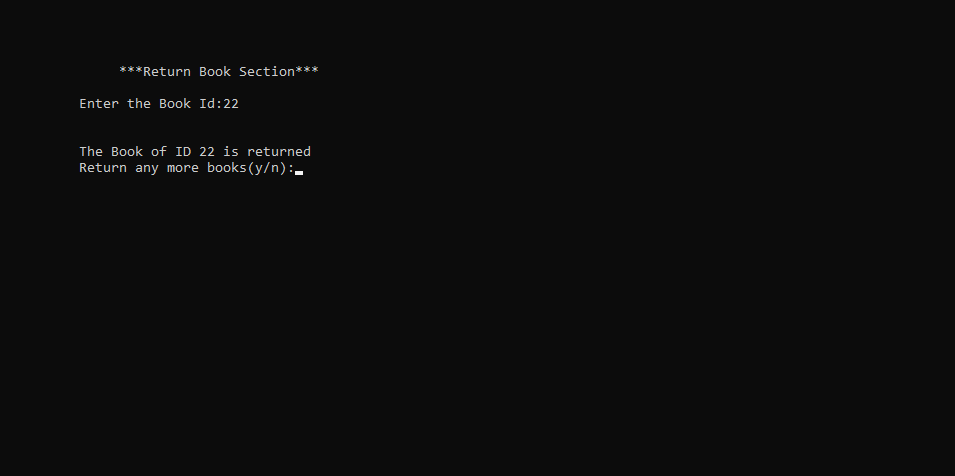 ***Return Book Section***
Enter the Book Id:22
The Book of ID 22 is returned
Return any more books(y/n):